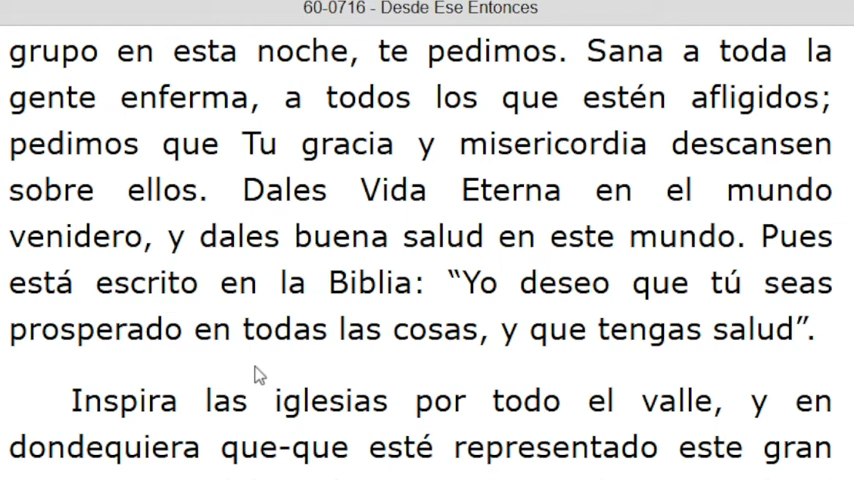 60-0716 - Desde Ese Entonces
grupo en esta noche, te pedimos. Sana a toda la
gente enferma, a todos los que estén afligidos;
pedimos que Tu gracia y misericordia descansen
sobre ellos. Dales Vida Eterna en el mundo
venidero, y dales buena salud en este mundo. Pues
está escrito en la Biblia: “Yo deseo que tú seas
prosperado en todas las cosas, y que tengas salud”.
Inspira las iglesias por todo el valle, y en
dondequiera que-que esté representado este gran